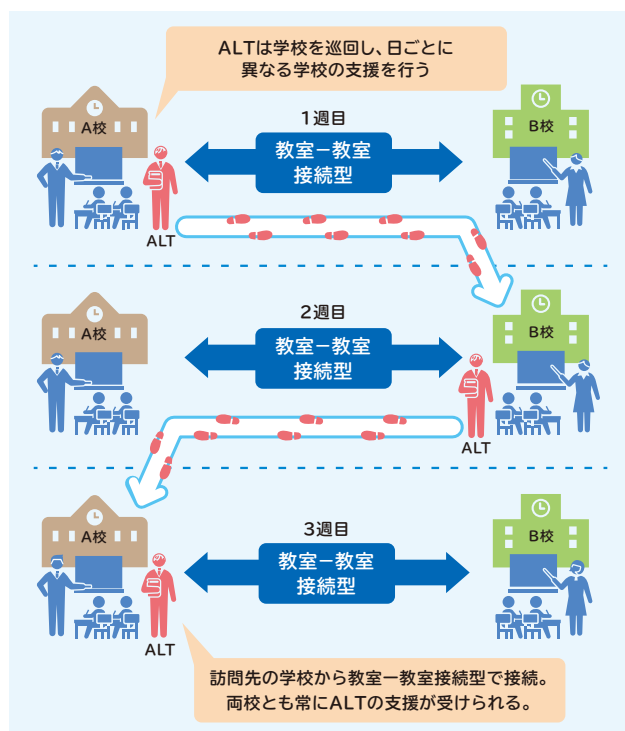 ALTは学校を巡回し、日ごとに
異なる学校の支援を行う
1週目
A校
B校
教室ー教室
接続型
ALT
2週目
A校
B校
教室ー教室
接続型
ALT
3週目
A校
B校
教室ー教室
接続型
ALT
訪問先の学校から教室ー教室接続型で接続。
両校とも常にALTの支援が受けられる。